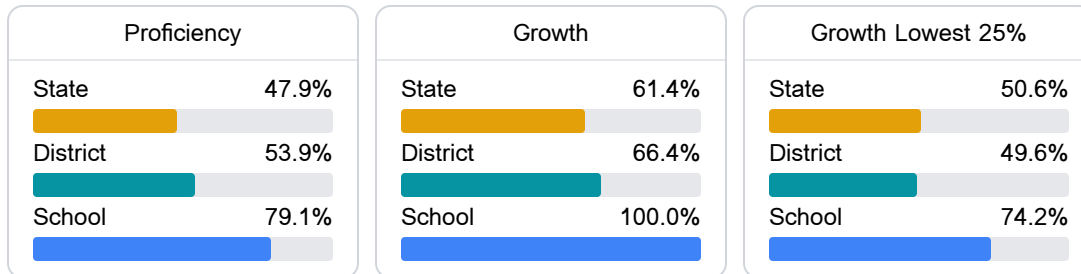 Proficiency
State 47.9%
District 53.9%
School 79.1%
Growth
State 61.4%
District 66.4%
School 100.0%
Growth Lowest 25%
State 50.6%
District 49.6%
School 74.2%